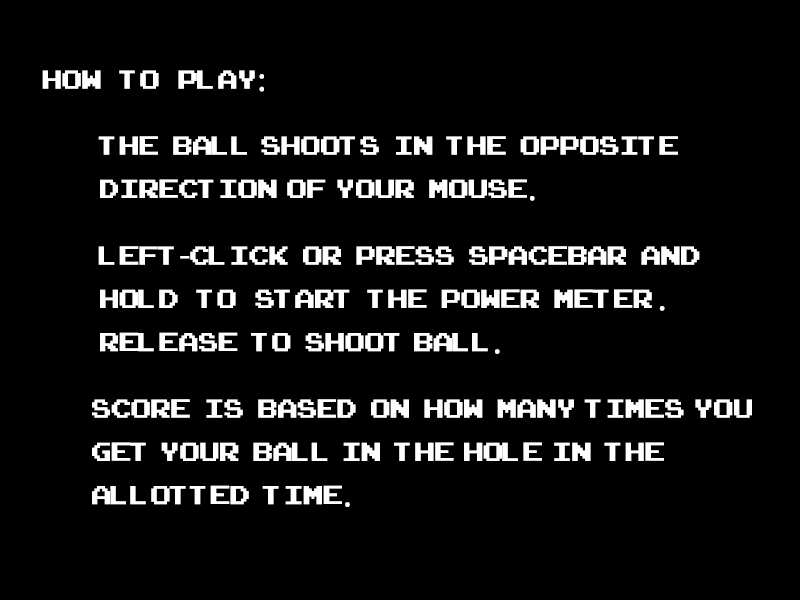 HOW TO PLAY:
THE BALL SHOOTS IN THE OPPOSITE
DIRECTION OF YOUR MOUSE.
LEFT-CLICK OR PRESS SPACEBAR AND
HOLD TO START THE POWER METER.
RELEASE TO SHOOT BALL.
SCORE IS BASED ON HOW MANY TIMES YOU
GET YOUR BALL IN THE HOLE IN THE
ALLOTTED TIME.